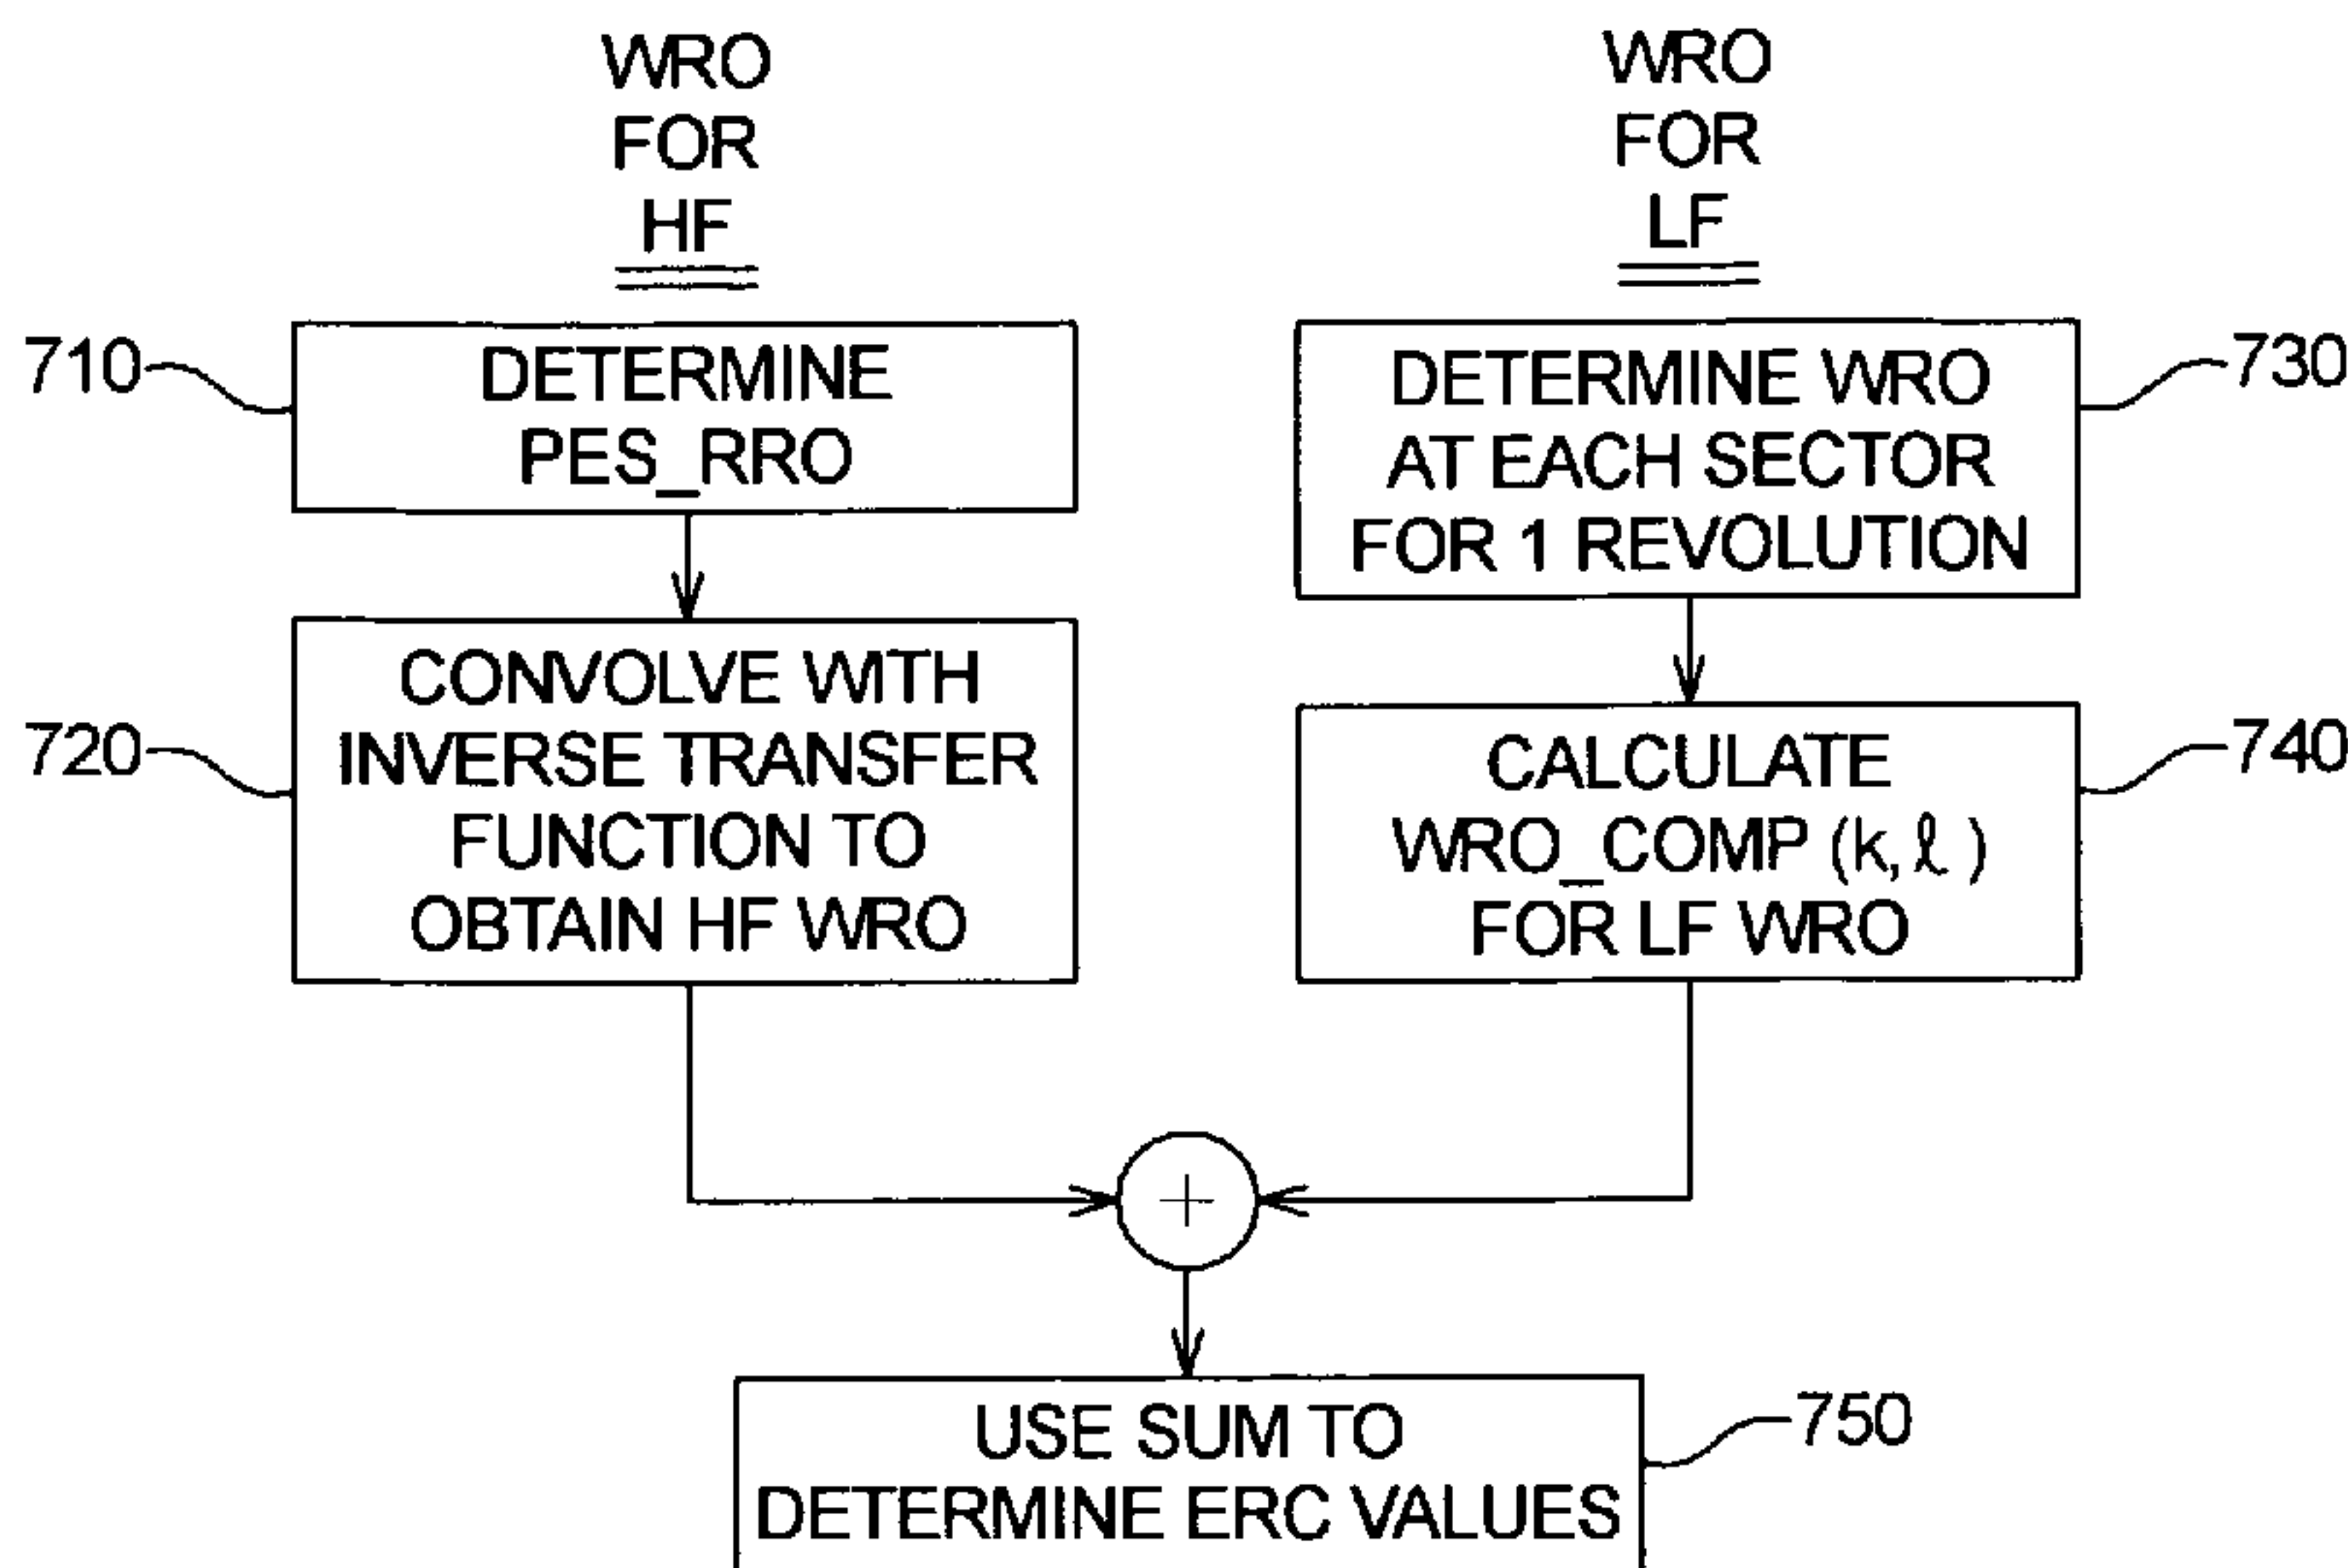 WRO
FOR
HF
WRO
FOR
LF
710
DETERMINE
PES_RRO
DETERMINE WRO
AT EACH SECTOR
FOR 1 REVOLUTION
730
720
CONVOLVE WITH
INVERSE TRANSFER
FUNCTION TO
OBTAIN HF WRO
CALCULATE
WRO_COMP (k, ℓ )
FOR LF WRO
740
+
USE SUM TO
DETERMINE ERC VALUES
750